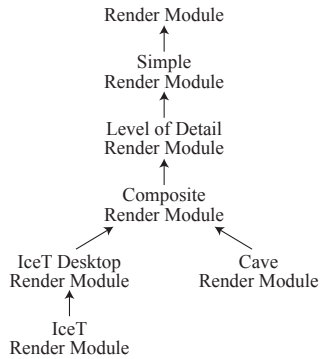 Render Module
Simple
Render Module
Level of Detail
Render Module
Composite
Render Module
IceT Desktop
Render Module
Cave
Render Module
IceT
Render Module